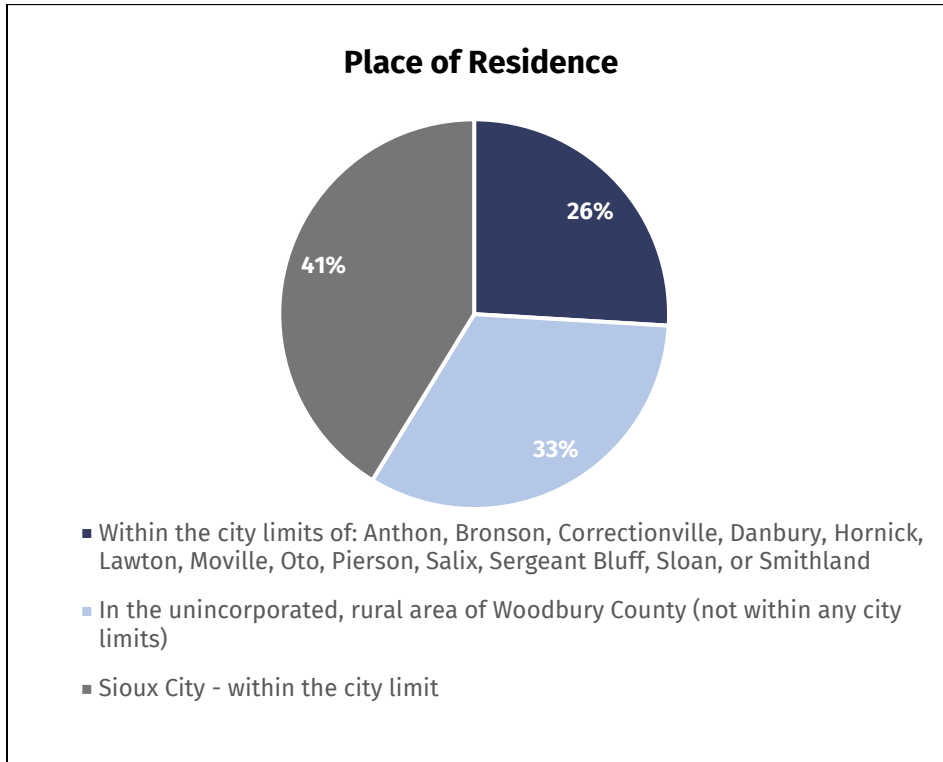 Place of Residence
26%
41%
33%
Within the city limits of: Anthon, Bronson, Correctionville, Danbury, Hornick,
Lawton, Moville, Oto, Pierson, Salix, Sergeant Bluff, Sloan, or Smithland
In the unincorporated, rural area of Woodbury County (not within any city
limits)
Sioux City - within the city limit